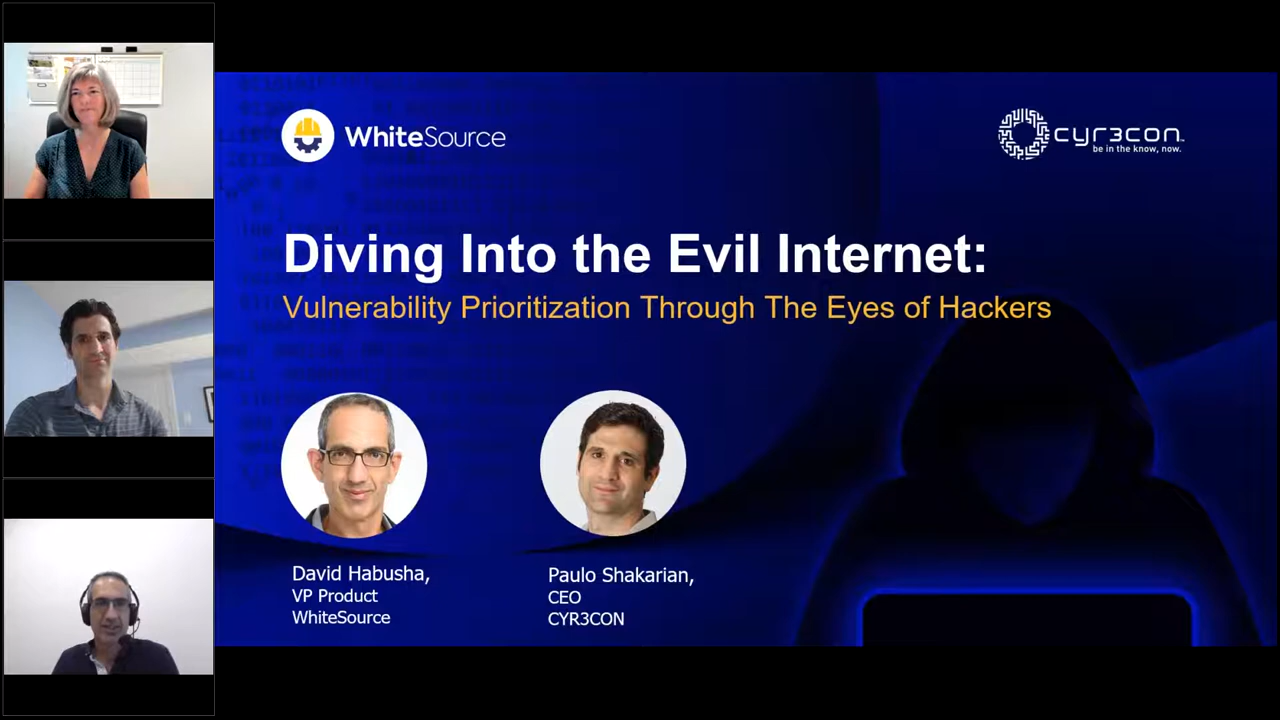 WhiteSource
cyr3con
be in the know, now.
Diving Into the Evil Internet:
Vulnerability Prioritization Through The Eyes of Hackers
David Habusha,
VP Product
WhiteSource
Paulo Shakarian,
CEO
CYR3CON